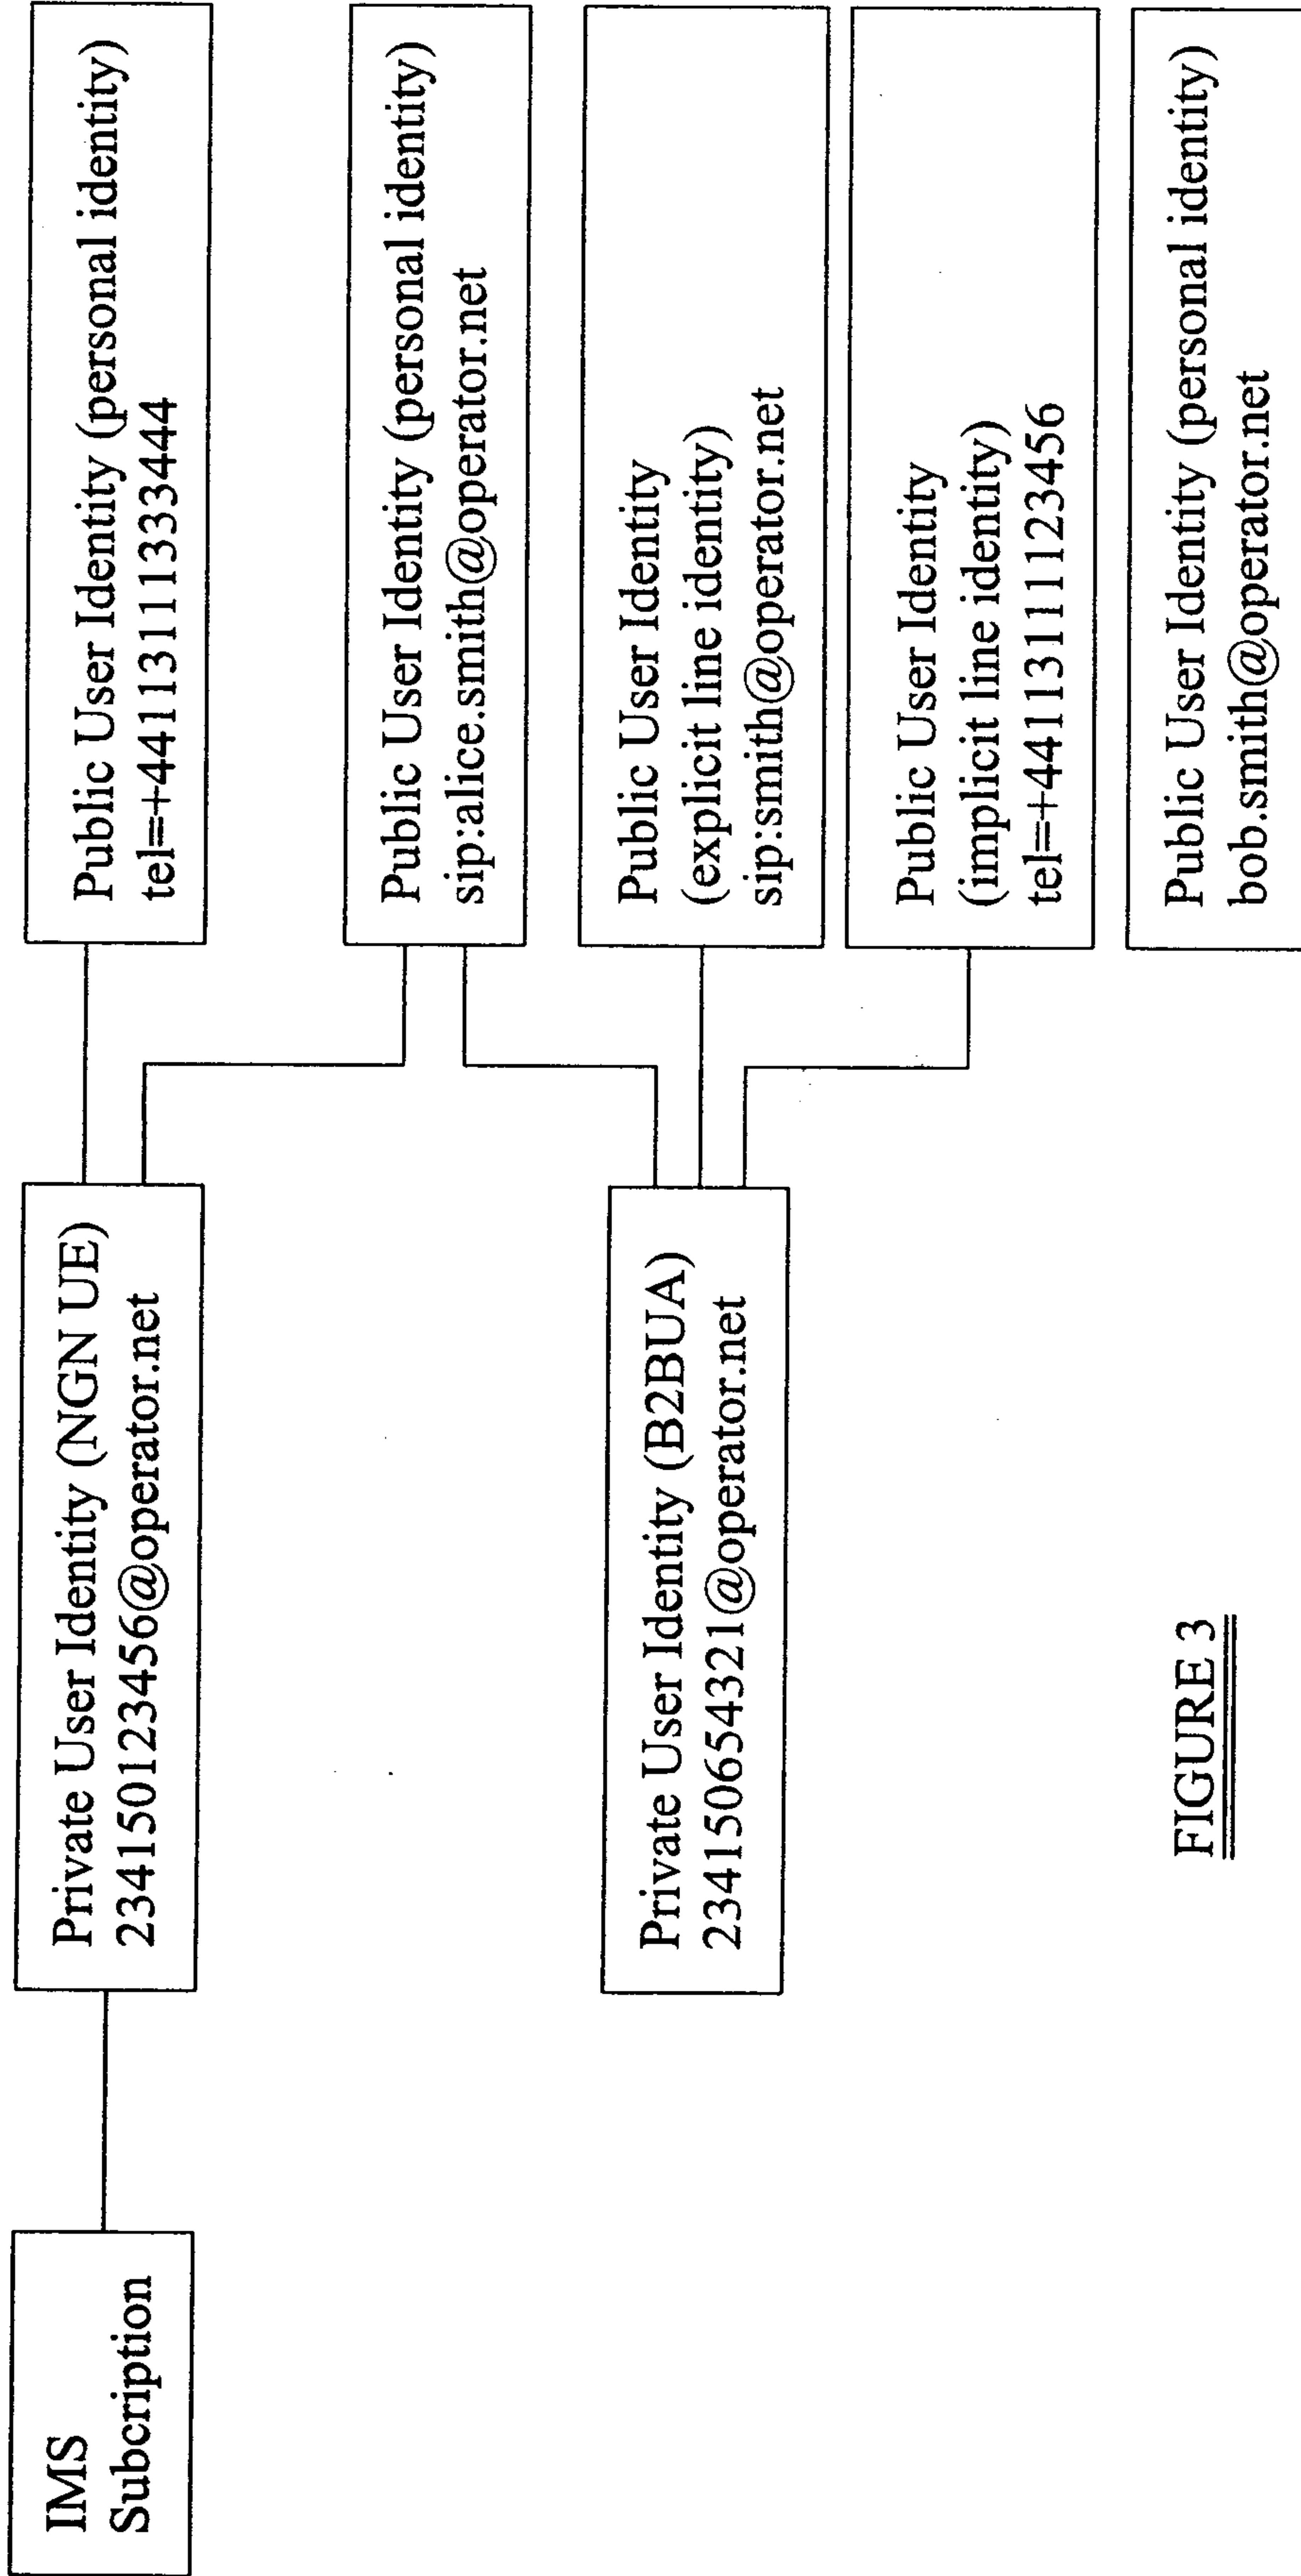 IMS
Subcription
Private User Identity (NGN UE)
234150123456@operator.net
Private User Identity (B2BUA)
234150654321@operator.net
Public User Identity (personal identity)
tel=+44113111333444
Public User Identity (personal identity)
sip:alice.smith@operator.net
Public User Identity
(explicit line identity)
sip:smith@operator.net
Public User Identity
(implicit line identity)
tel=+44113111123456
Public User Identity (personal identity)
bob.smith@operator.net
FIGURE 3